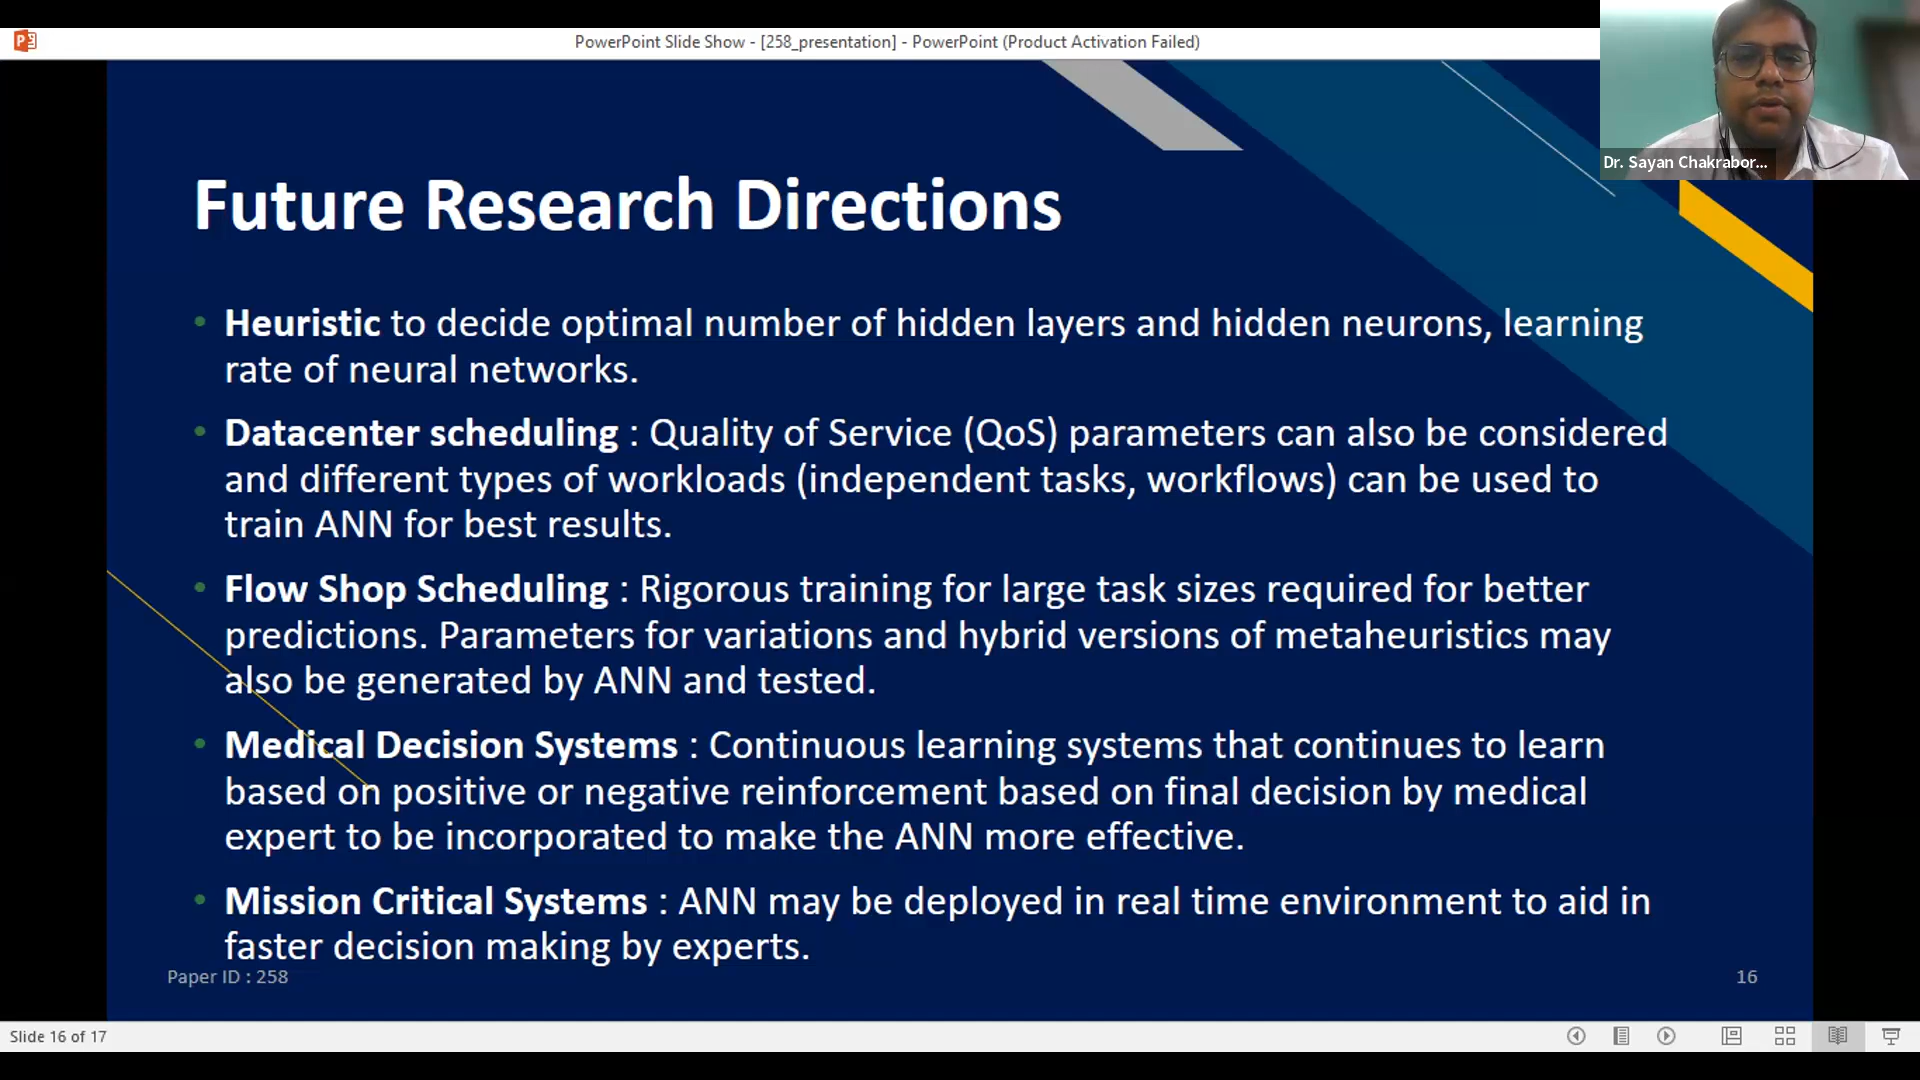 PowerPoint Slide Show - [258_presentation] - PowerPoint (Product Activation Failed)
Dr. Sayan Chakrabor...
Future Research Directions
• Heuristic to decide optimal number of hidden layers and hidden neurons, learning
rate of neural networks.
• Datacenter scheduling : Quality of Service (QoS) parameters can also be considered
and different types of workloads (independent tasks, workflows) can be used to
train ANN for best results.
• Flow Shop Scheduling : Rigorous training for large task sizes required for better
predictions. Parameters for variations and hybrid versions of metaheuristics may
also be generated by ANN and tested.
• Medical Decision Systems : Continuous learning systems that continues to learn
based on positive or negative reinforcement based on final decision by medical
expert to be incorporated to make the ANN more effective.
• Mission Critical Systems : ANN may be deployed in real time environment to aid in
faster decision making by experts.
Paper ID : 258
16
Slide 16 of 17